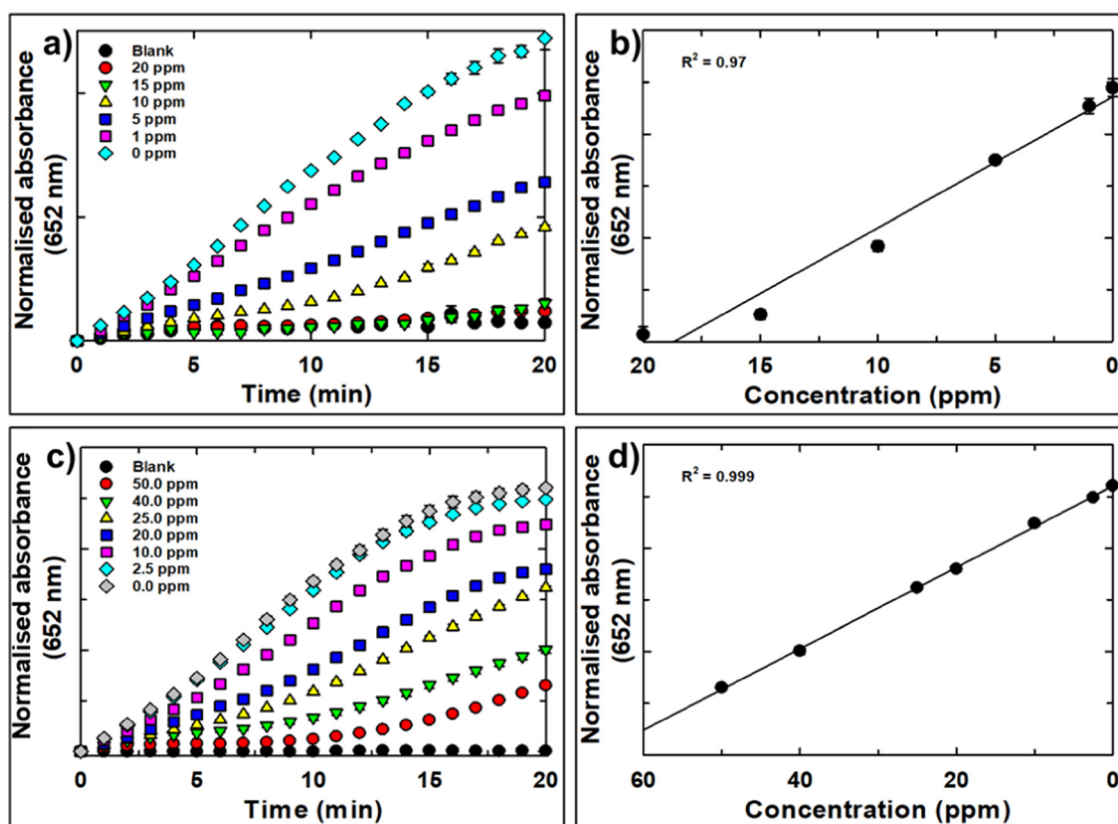 a)
Blank
20 ppm
15 ppm
10 ppm
5 ppm
1 ppm
0 ppm
Normalised absorbance
(652 nm)
0 5 10 15 20
Time (min)
b)
R² = 0.97
Normalised absorbance
(652 nm)
20 15 10 5 0
Concentration (ppm)
c)
Blank
50.0 ppm
40.0 ppm
25.0 ppm
20.0 ppm
10.0 ppm
2.5 ppm
0.0 ppm
Normalised absorbance
(652 nm)
0 5 10 15 20
Time (min)
d)
R² = 0.999
Normalised absorbance
(652 nm)
60 40 20 0
Concentration (ppm)